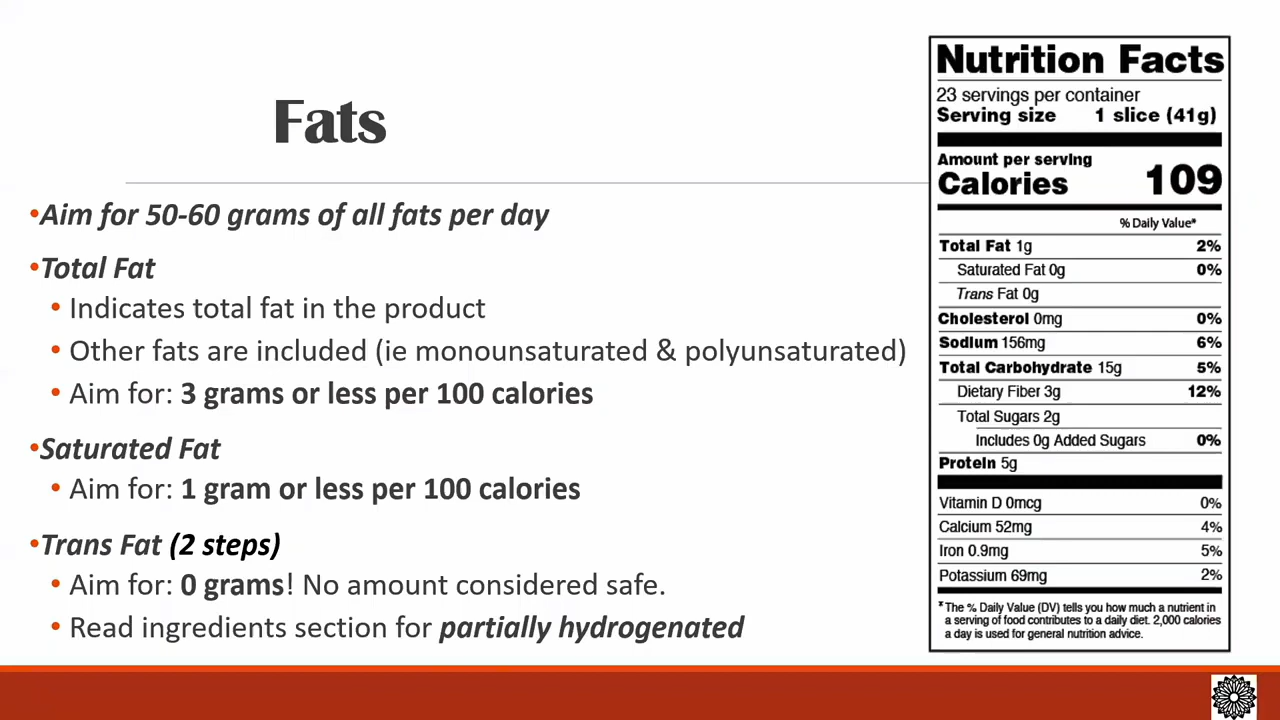 Fats
•Aim for 50-60 grams of all fats per day
•Total Fat
• Indicates total fat in the product
• Other fats are included (ie monounsaturated & polyunsaturated)
• Aim for: 3 grams or less per 100 calories
•Saturated Fat
• Aim for: 1 gram or less per 100 calories
•Trans Fat (2 steps)
• Aim for: 0 grams! No amount considered safe.
• Read ingredients section for partially hydrogenated
Nutrition Facts
23 servings per container
Serving size 1 slice (41g)
Amount per serving
Calories 109
% Daily Value*
Total Fat 1g 2%
Saturated Fat 0g 0%
Trans Fat 0g
Cholesterol 0mg 0%
Sodium 156mg 6%
Total Carbohydrate 15g 5%
Dietary Fiber 3g 12%
Total Sugars 2g
Includes 0g Added Sugars 0%
Protein 5g
Vitamin D 0mcg 0%
Calcium 52mg 4%
Iron 0.9mg 5%
Potassium 69mg 2%
*The % Daily Value (DV) tells you how much a nutrient in
a serving of food contributes to a daily diet. 2,000 calories
a day is used for general nutrition advice.